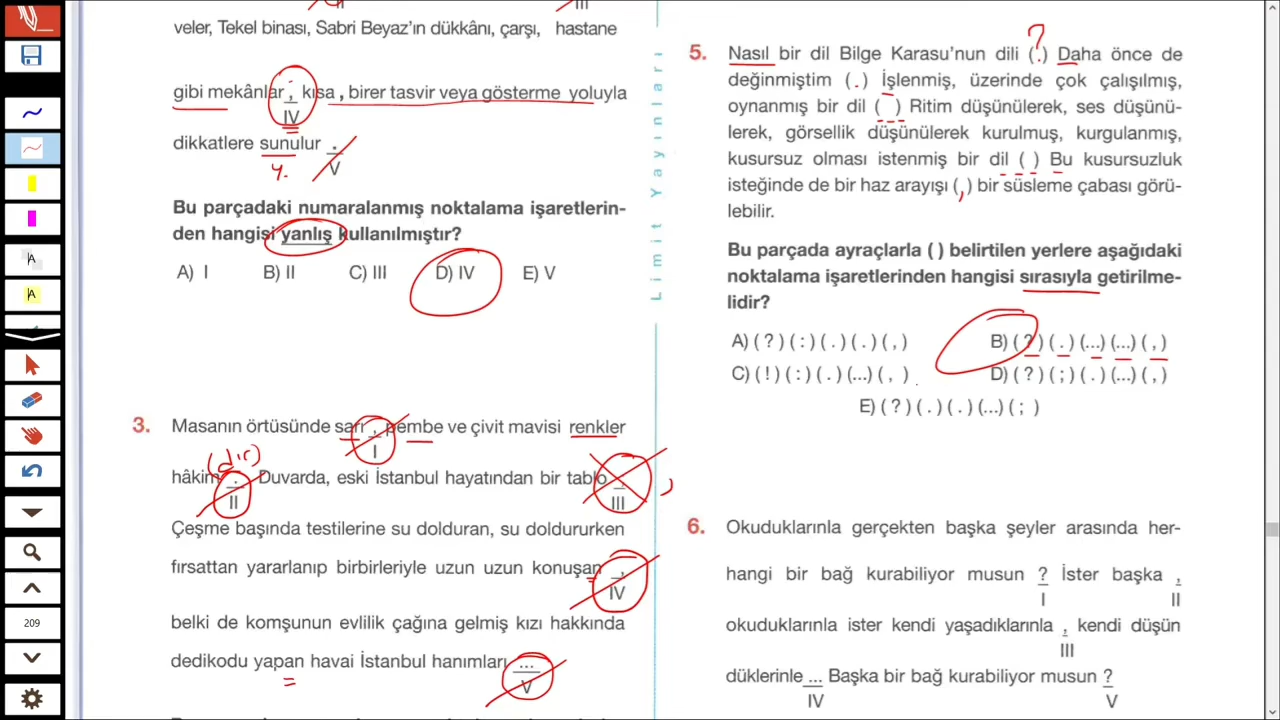 II
III
veler, Tekel binası, Sabri Beyaz'ın dükkânı, çarşı, hastane
gibi mekânlar ; kısa , birer tasvir veya gösterme yoluyla
IV
dikkatlere sunulur .
y.
V
Bu parçadaki numaralanmış noktalama işaretlerin-
den hangisi yanlış kullanılmıştır?
A) I B) II C) III D) IV E) V
3. Masanın örtüsünde sarı , pembe ve çivit mavisi renkler
I
(dır)
hâkim . Duvarda, eski İstanbul hayatından bir tablo .
II III ,
Çeşme başında testilerine su dolduran, su doldururken
fırsattan yararlanıp birbirleriyle uzun uzun konuşan ,
IV
belki de komşunun evlilik çağına gelmiş kızı hakkında
dedikodu yapan havai İstanbul hanımları ...
V
Limit Yayınları
?
5. Nasıl bir dil Bilge Karasu'nun dili (.) Daha önce de
değinmiştim (.) İşlenmiş, üzerinde çok çalışılmış,
oynanmış bir dil ( ) Ritim düşünülerek, ses düşünü-
lerek, görsellik düşünülerek kurulmuş, kurgulanmış,
kusursuz olması istenmiş bir dil ( ) Bu kusursuzluk
isteğinde de bir haz arayışı (,) bir süsleme çabası görü-
lebilir.
Bu parçada ayraçlarla ( ) belirtilen yerlere aşağıdaki
noktalama işaretlerinden hangisi sırasıyla getirilme-
lidir?
A) ( ? ) ( : ) ( . ) ( . ) ( , ) B) ( ? ) ( . ) (...) (...) ( , )
C) ( ! ) ( : ) ( . ) (...) ( , ) D) ( ? ) ( ; ) ( . ) (...) ( , )
E) ( ? ) ( . ) ( . ) (...) ( ; )
6. Okuduklarınla gerçekten başka şeyler arasında her-
hangi bir bağ kurabiliyor musun ? İster başka ,
I II
okuduklarınla ister kendi yaşadıklarınla , kendi düşün
III
düklerinle ... Başka bir bağ kurabiliyor musun ?
IV V
A
A
209